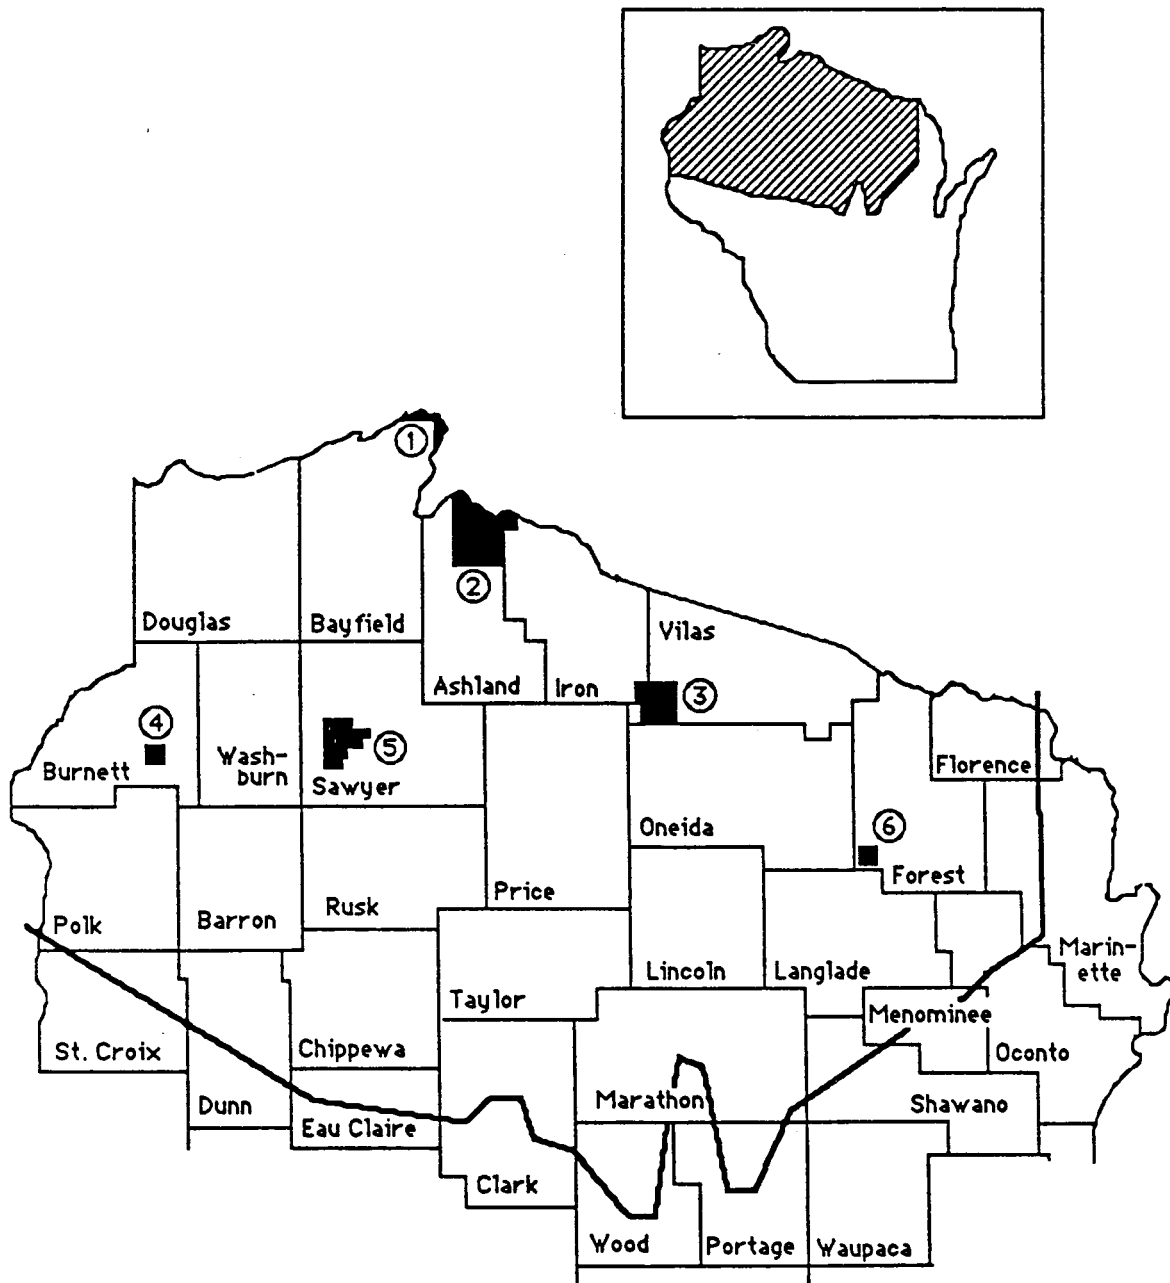 1
2
Douglas
Bayfield
Vilas
Ashland
Iron
3
4
5
Wash-
burn
Burnett
Sawyer
Florence
Oneida
6
Forest
Price
Rusk
Barron
Polk
Marin-
ette
Lincoln
Langlade
Taylor
Menominee
St. Croix
Chippewa
Oconto
Dunn
Marathon
Shawano
Eau Claire
Clark
Wood
Portage
Waupaca